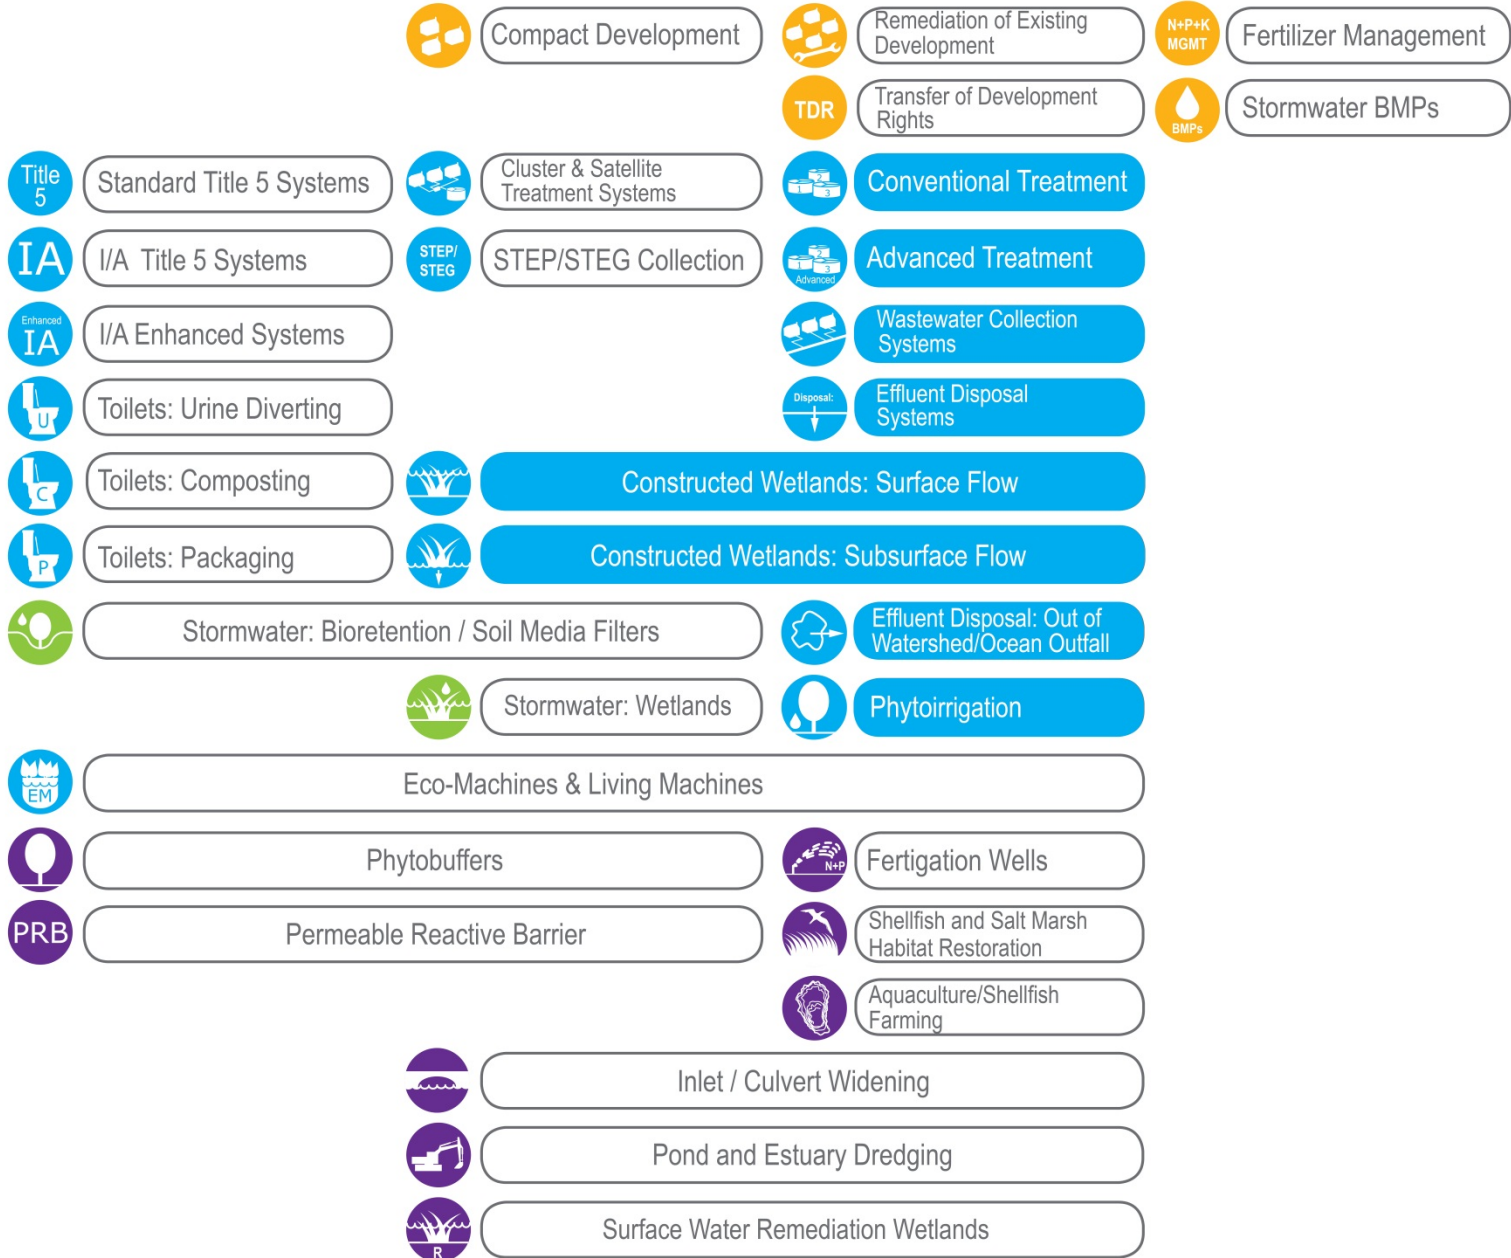 Compact Development
Remediation of Existing
Development
N+P+K
MGMT
Fertilizer Management
TDR
Transfer of Development
Rights
BMPs
Stormwater BMPs
Title
5
Standard Title 5 Systems
Cluster & Satellite
Treatment Systems
1 2 3
Conventional Treatment
IA
I/A Title 5 Systems
STEP/
STEG
STEP/STEG Collection
1 2 3
Advanced
Advanced Treatment
Enhanced
IA
I/A Enhanced Systems
Wastewater Collection
Systems
U
Toilets: Urine Diverting
Disposal:
Effluent Disposal
Systems
C
Toilets: Composting
Constructed Wetlands: Surface Flow
P
Toilets: Packaging
Constructed Wetlands: Subsurface Flow
Stormwater: Bioretention / Soil Media Filters
Effluent Disposal: Out of
Watershed/Ocean Outfall
Stormwater: Wetlands
Phytoirrigation
EM
Eco-Machines & Living Machines
Phytobuffers
N+P
Fertigation Wells
PRB
Permeable Reactive Barrier
Shellfish and Salt Marsh
Habitat Restoration
Aquaculture/Shellfish
Farming
Inlet / Culvert Widening
Pond and Estuary Dredging
R
Surface Water Remediation Wetlands